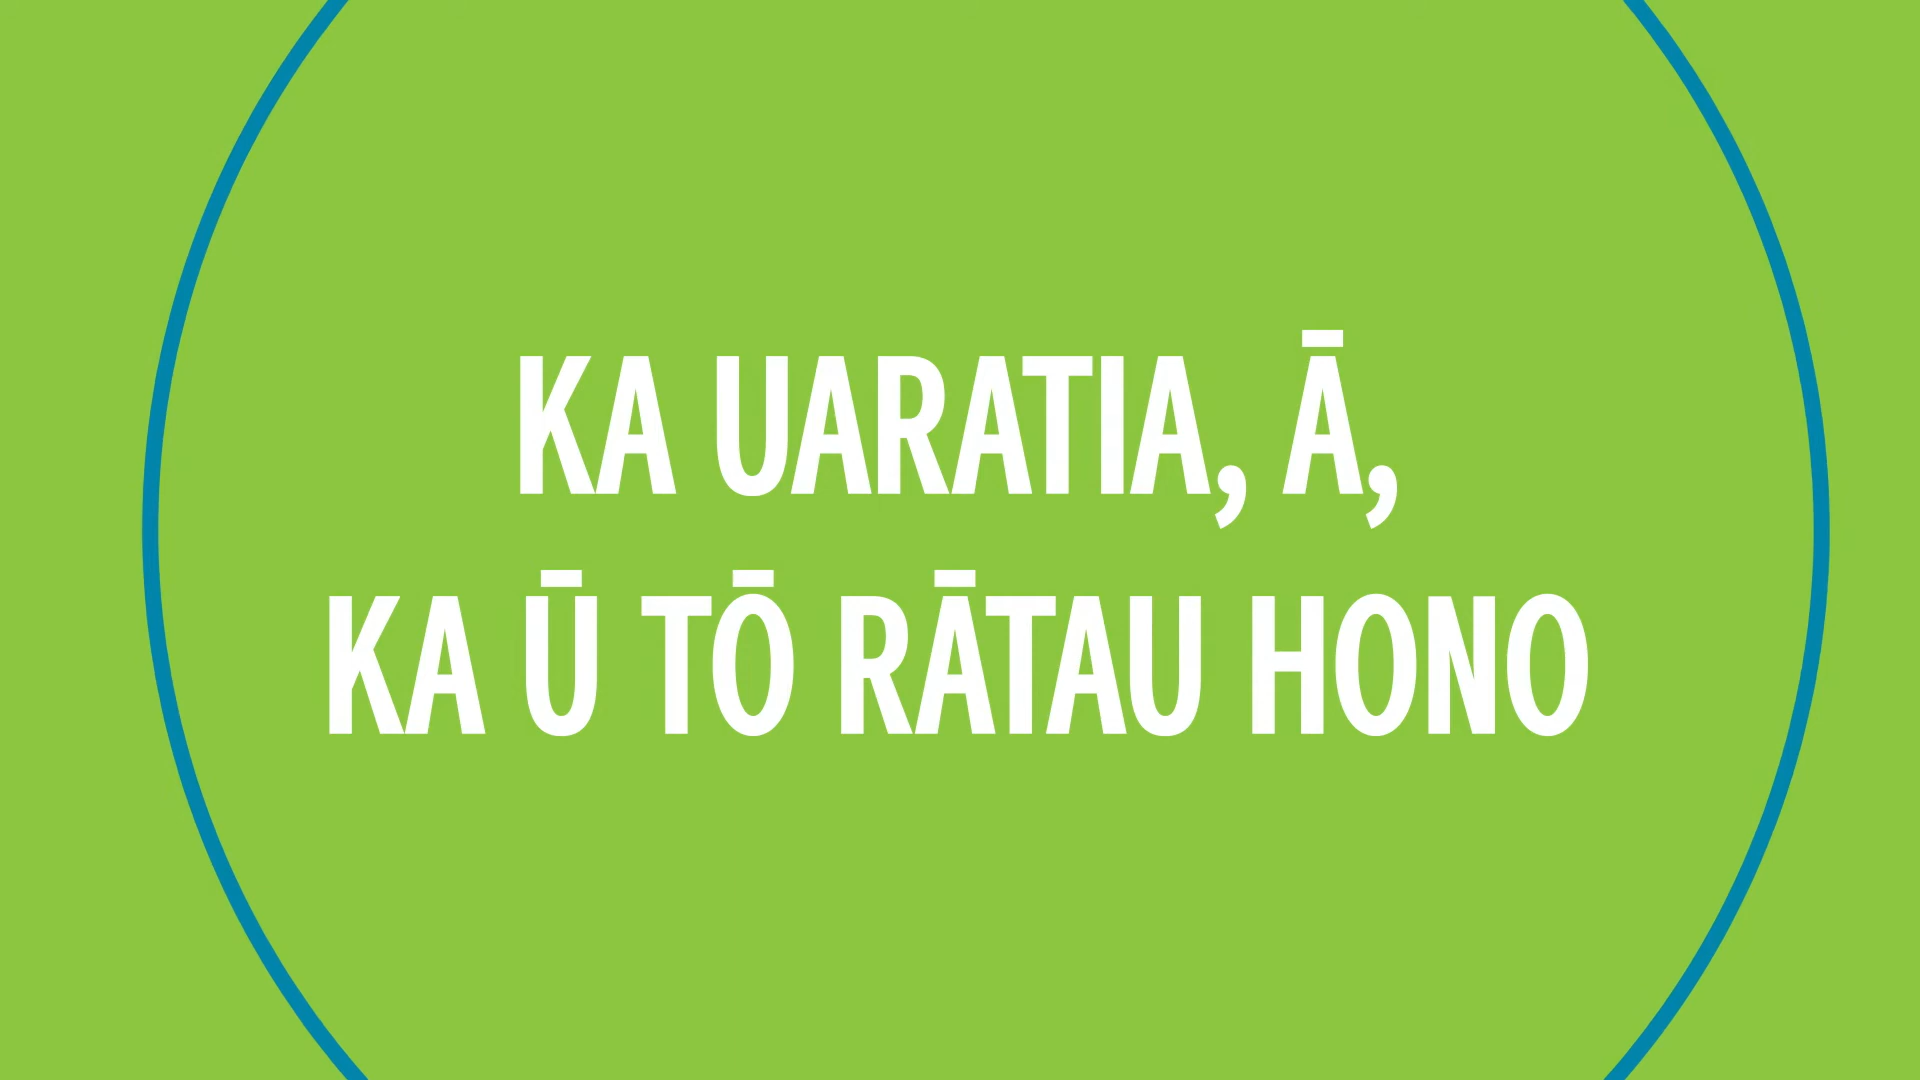 KA UARATIA, Ā,
KA Ū TŌ RĀTAU HONO